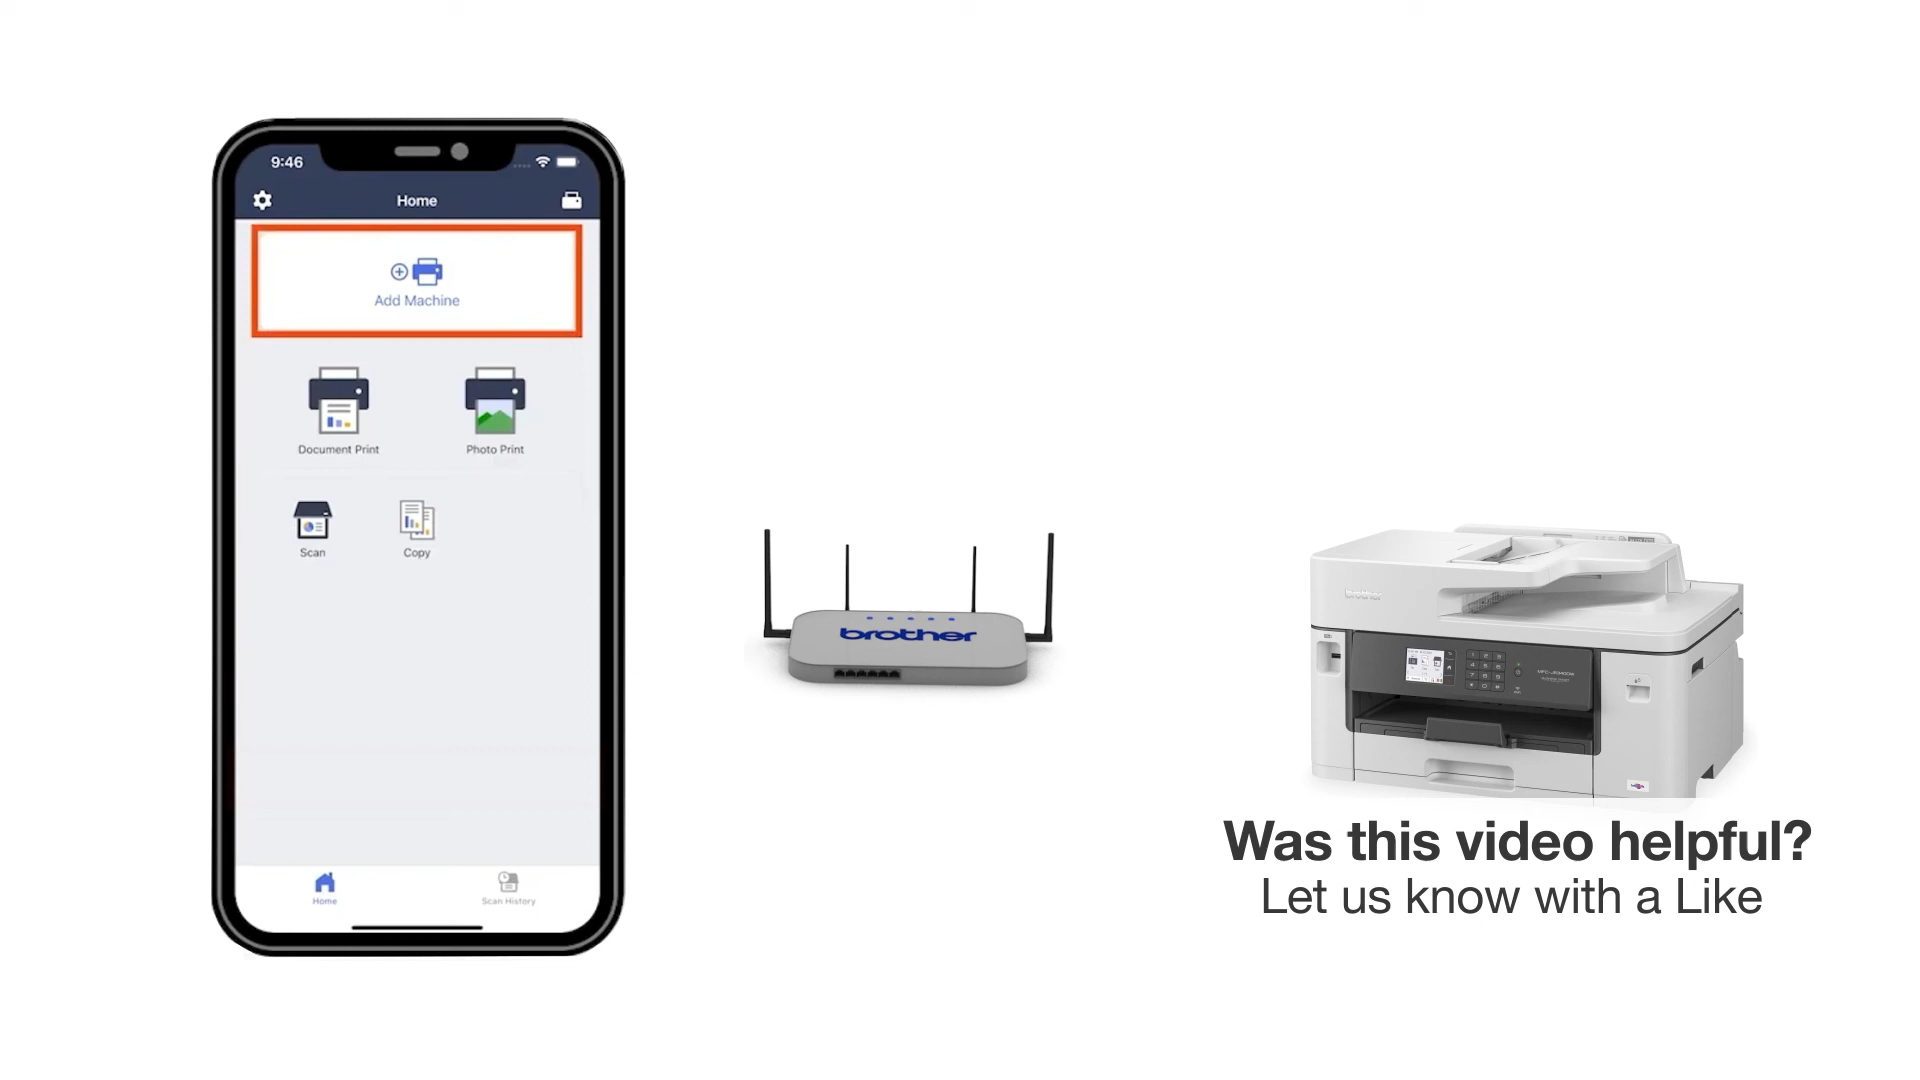 9:46
Home
Add Machine
Document Print
Photo Print
Scan
Copy
Home
Scan History
brother
brother
Was this video helpful?
Let us know with a Like